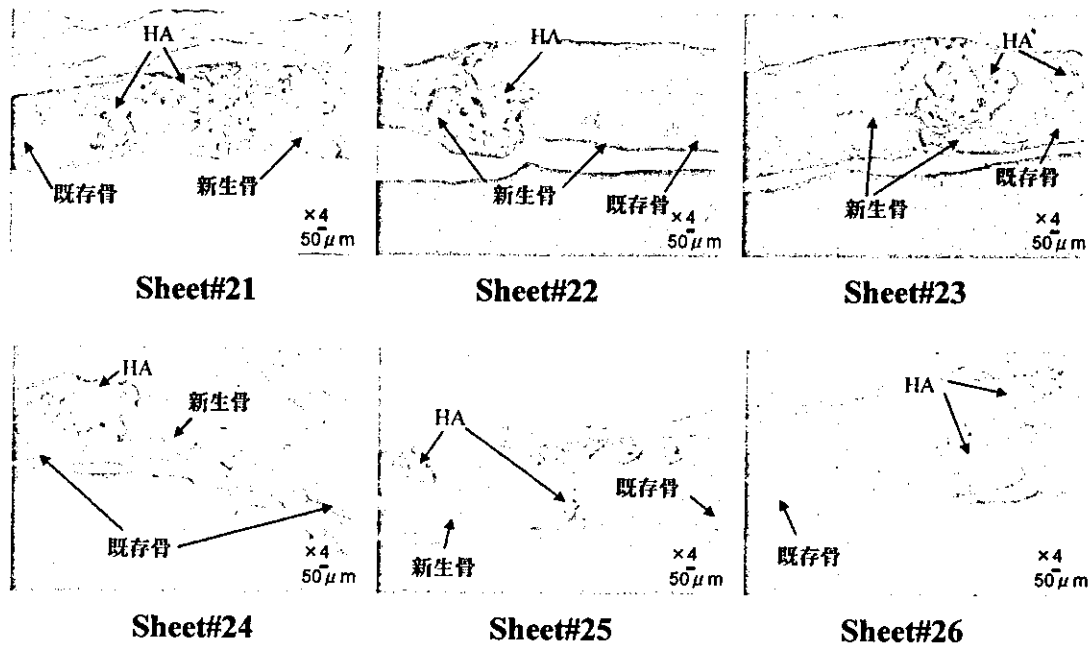 HA
既存骨
新生骨
×4
50μm
Sheet#21
HA
新生骨
既存骨
×4
50μm
Sheet#22
HA
既存骨
新生骨
×4
50μm
Sheet#23
HA
新生骨
既存骨
×4
50μm
Sheet#24
HA
既存骨
新生骨
×4
50μm
Sheet#25
HA
既存骨
×4
50μm
Sheet#26